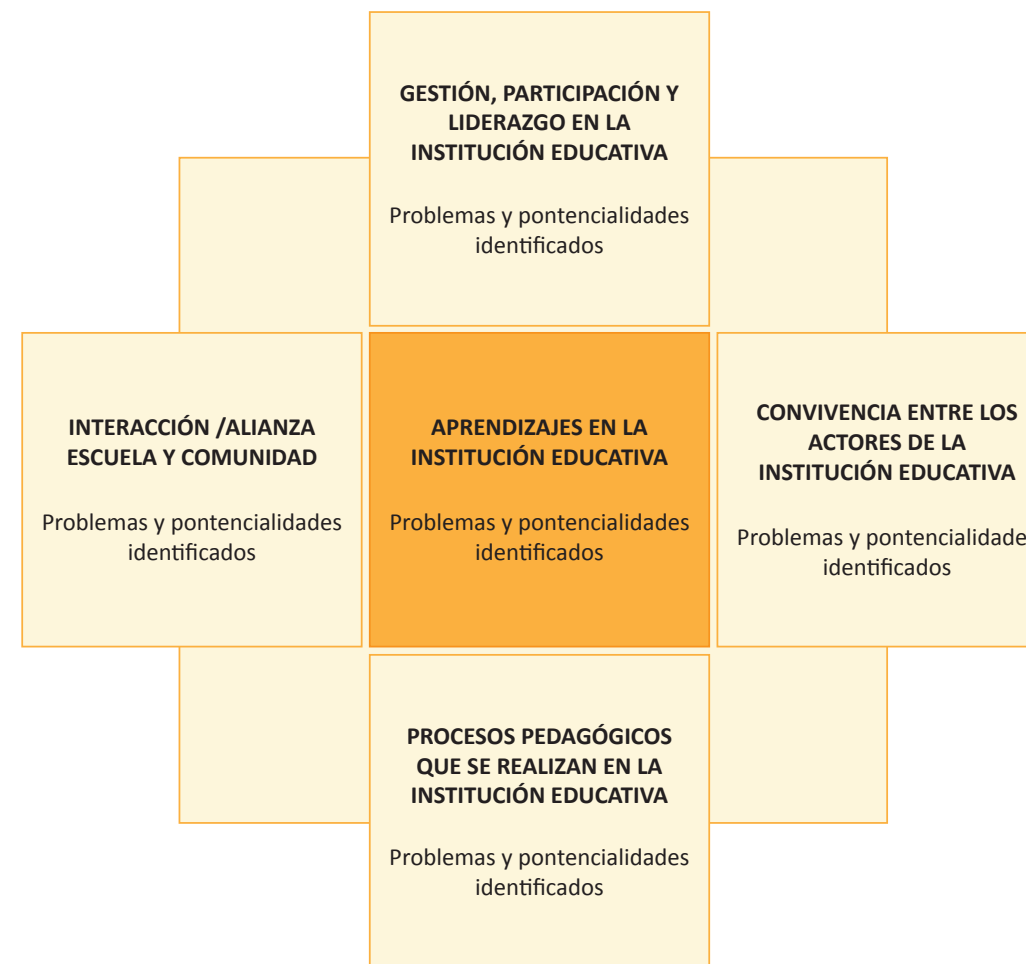 GESTIÓN, PARTICIPACIÓN Y
LIDERAZGO EN LA
INSTITUCIÓN EDUCATIVA
Problemas y pontencialidades
identificados
INTERACCIÓN /ALIANZA
ESCUELA Y COMUNIDAD
Problemas y pontencialidades
identificados
APRENDIZAJES EN LA
INSTITUCIÓN EDUCATIVA
Problemas y pontencialidades
identificados
CONVIVENCIA ENTRE LOS
ACTORES DE LA
INSTITUCIÓN EDUCATIVA
Problemas y pontencialidade
identificados
PROCESOS PEDAGÓGICOS
QUE SE REALIZAN EN LA
INSTITUCIÓN EDUCATIVA
Problemas y pontencialidades
identificados